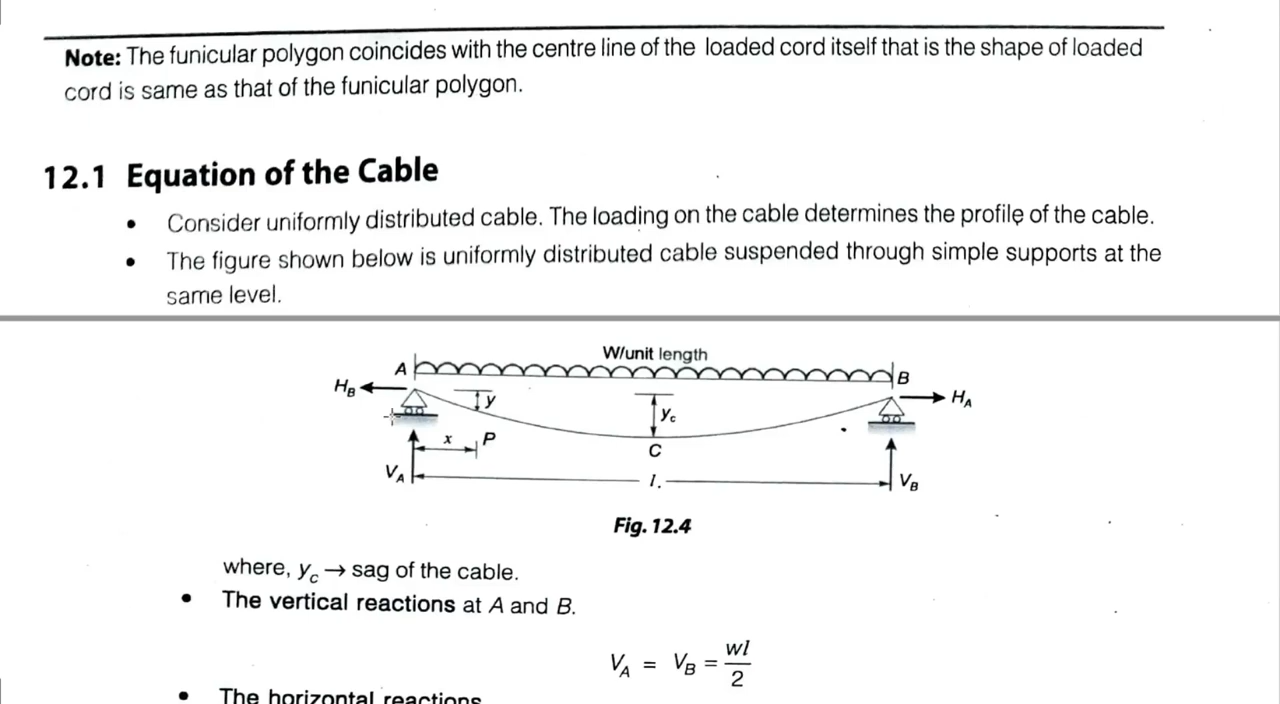 Note: The funicular polygon coincides with the centre line of the loaded cord itself that is the shape of loaded
cord is same as that of the funicular polygon.
12.1 Equation of the Cable
• Consider uniformly distributed cable. The loading on the cable determines the profile of the cable.
• The figure shown below is uniformly distributed cable suspended through simple supports at the
same level.
W/unit length
A
B
H_B
H_A
y
y_c
x
P
C
V_A
l.
V_B
Fig. 12.4
where, y_c → sag of the cable.
• The vertical reactions at A and B.
V_A = V_B = wl/2
• The horizontal reactions